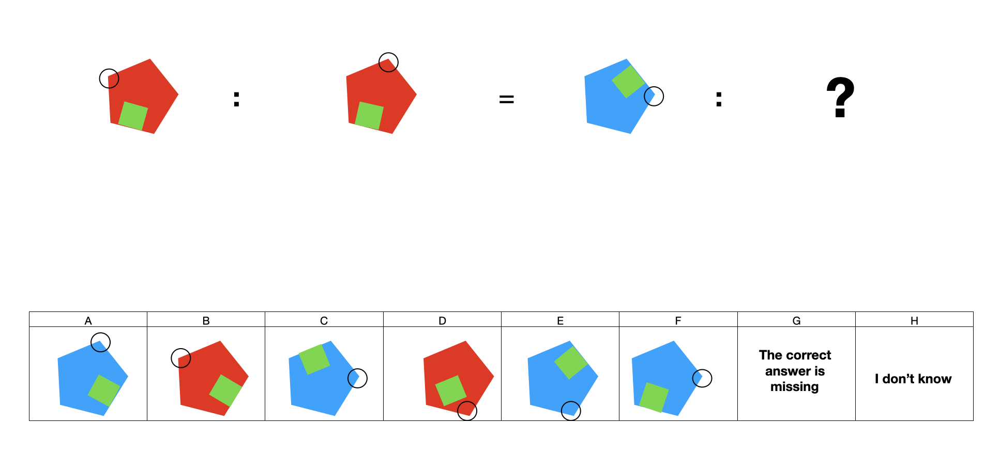 : = : ?
A B C D E F G H
The correct
answer is
missing
I don’t know